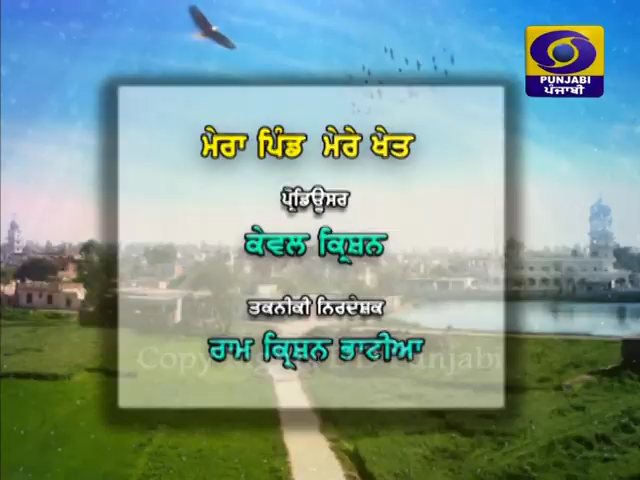 PUNJABI
ਪੰਜਾਬੀ
ਮੇਰਾ ਪਿੰਡ ਮੇਰੇ ਖੇਤ
ਪ੍ਰੋਡਿਊਸਰ
ਕੇਵਲ ਕ੍ਰਿਸ਼ਨ
ਤਕਨੀਕੀ ਨਿਰਦੇਸ਼ਕ
ਰਾਮ ਕ੍ਰਿਸ਼ਨ ਭਾਟੀਆ